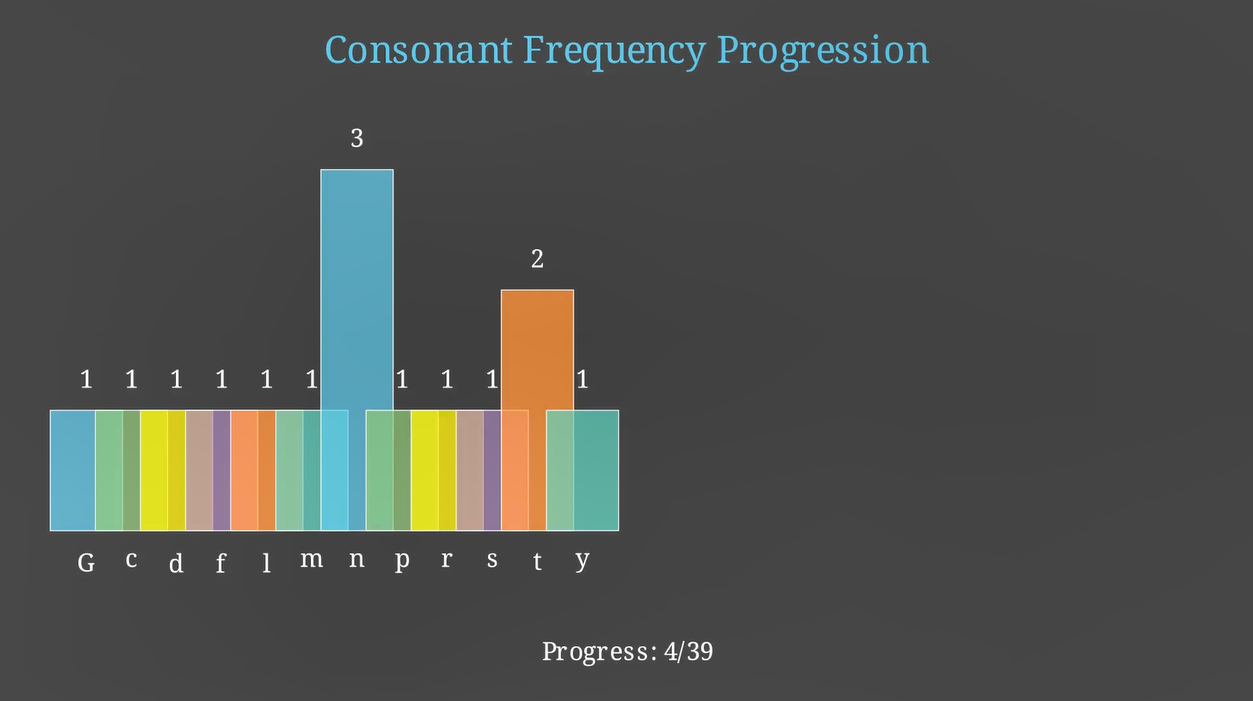 Consonant Frequency Progression
3
2
1 1 1 1 1 1 1 1 1 1
G c d f l m n p r s t y
Progress: 4/39